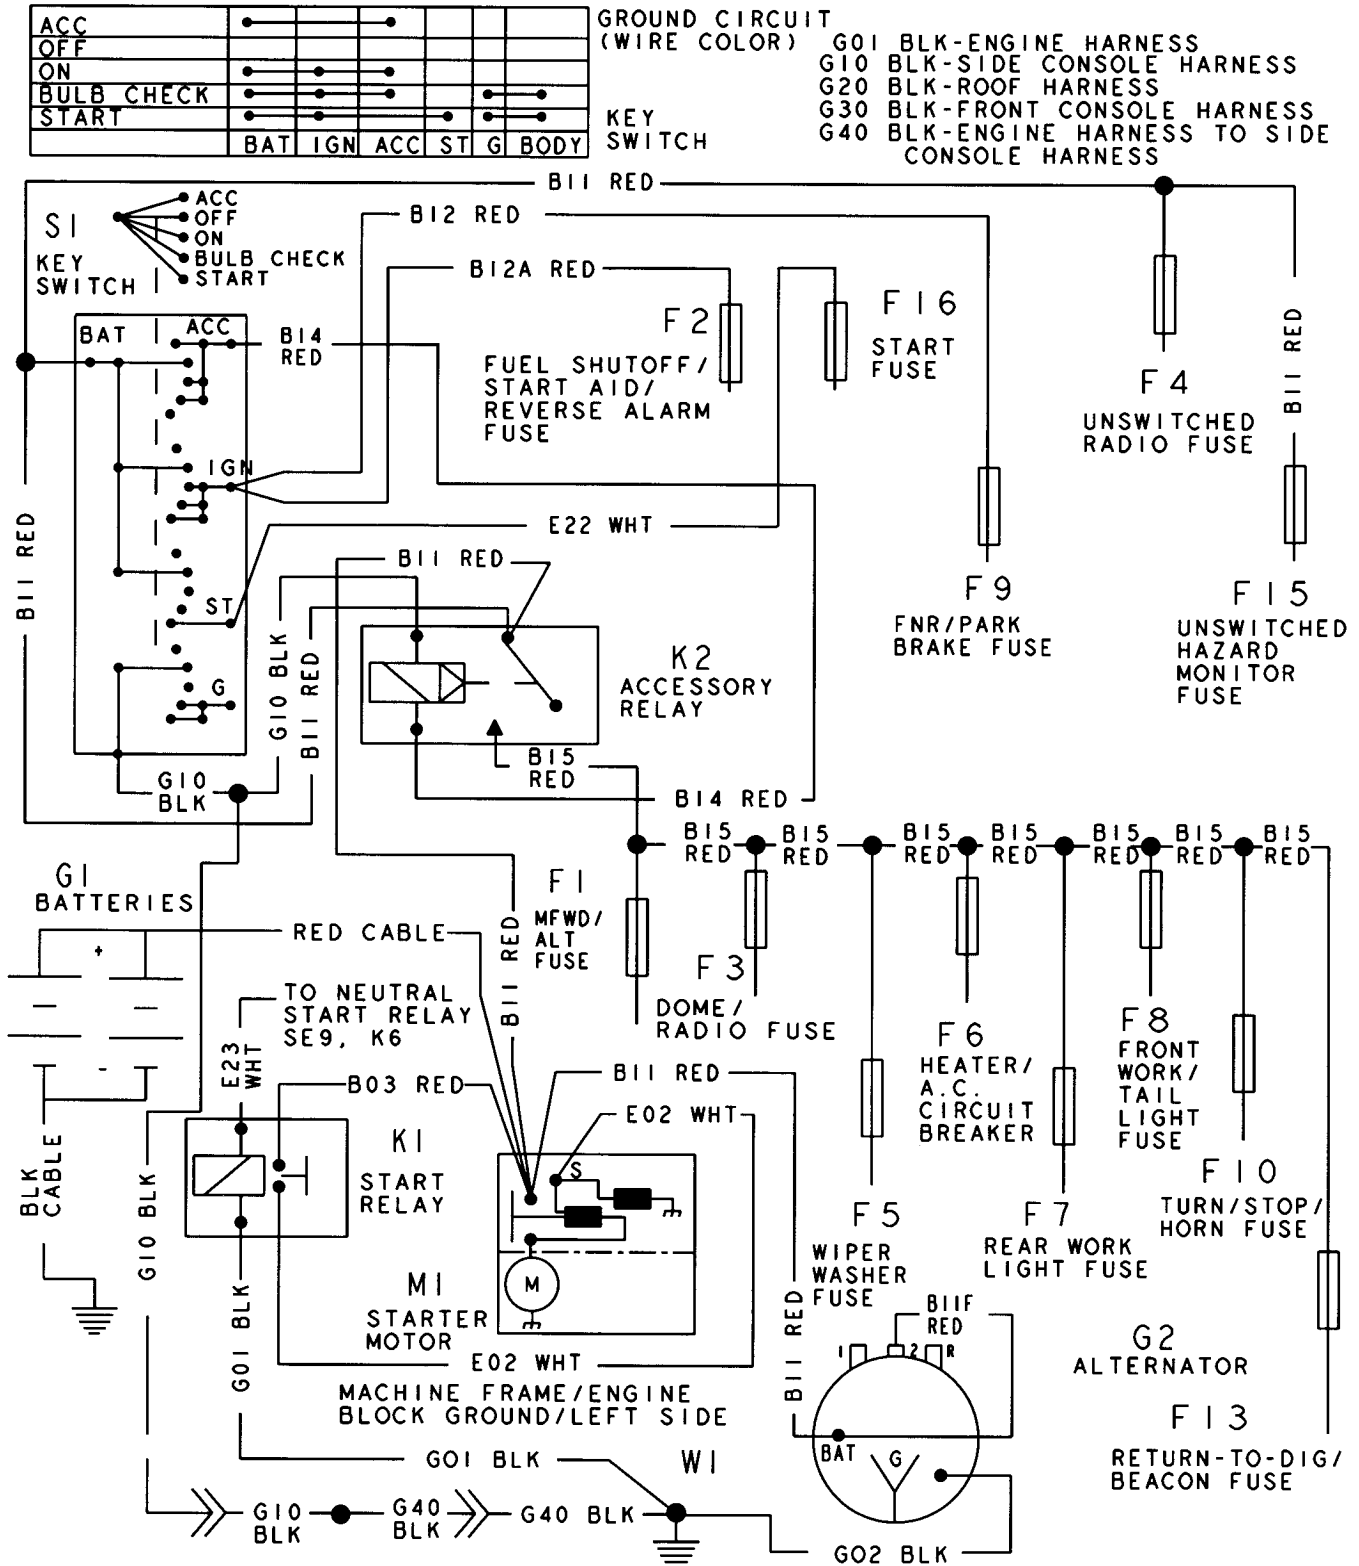 ACC
OFF
ON
BULB CHECK
START
BAT IGN ACC ST G BODY
KEY
SWITCH
GROUND CIRCUIT
(WIRE COLOR)
G01 BLK-ENGINE HARNESS
G10 BLK-SIDE CONSOLE HARNESS
G20 BLK-ROOF HARNESS
G30 BLK-FRONT CONSOLE HARNESS
G40 BLK-ENGINE HARNESS TO SIDE
CONSOLE HARNESS
B11 RED
S1
KEY
SWITCH
ACC
OFF
ON
BULB CHECK
START
B12 RED
B12A RED
F2
FUEL SHUTOFF/
START AID/
REVERSE ALARM
FUSE
F16
START
FUSE
F4
UNSWITCHED
RADIO FUSE
B11 RED
BAT
ACC
B14
RED
IGN
ST
G
B11 RED
E22 WHT
F9
FNR/PARK
BRAKE FUSE
F15
UNSWITCHED
HAZARD
MONITOR
FUSE
B11 RED
G10 BLK
B11 RED
K2
ACCESSORY
RELAY
B15
RED
G10
BLK
B14 RED
B15
RED
B15
RED
B15
RED
B15
RED
B15
RED
B15
RED
B15
RED
G1
BATTERIES
+
-
RED CABLE
B11 RED
F1
MFWD/
ALT
FUSE
F3
DOME/
RADIO FUSE
TO NEUTRAL
START RELAY
SE9, K6
E23
WHT
B03 RED
B11 RED
E02 WHT
F6
HEATER/
A.C.
CIRCUIT
BREAKER
F8
FRONT
WORK/
TAIL
LIGHT
FUSE
BLK
CABLE
G10 BLK
K1
START
RELAY
S
M
F5
WIPER
WASHER
FUSE
F7
REAR WORK
LIGHT FUSE
F10
TURN/STOP/
HORN FUSE
M1
STARTER
MOTOR
G01 BLK
E02 WHT
B11 RED
B11F
RED
1 2 R
G2
ALTERNATOR
MACHINE FRAME/ENGINE
BLOCK GROUND/LEFT SIDE
BAT
G
F13
RETURN-TO-DIG/
BEACON FUSE
G01 BLK
W1
G10
BLK
G40
BLK
G40 BLK
G02 BLK